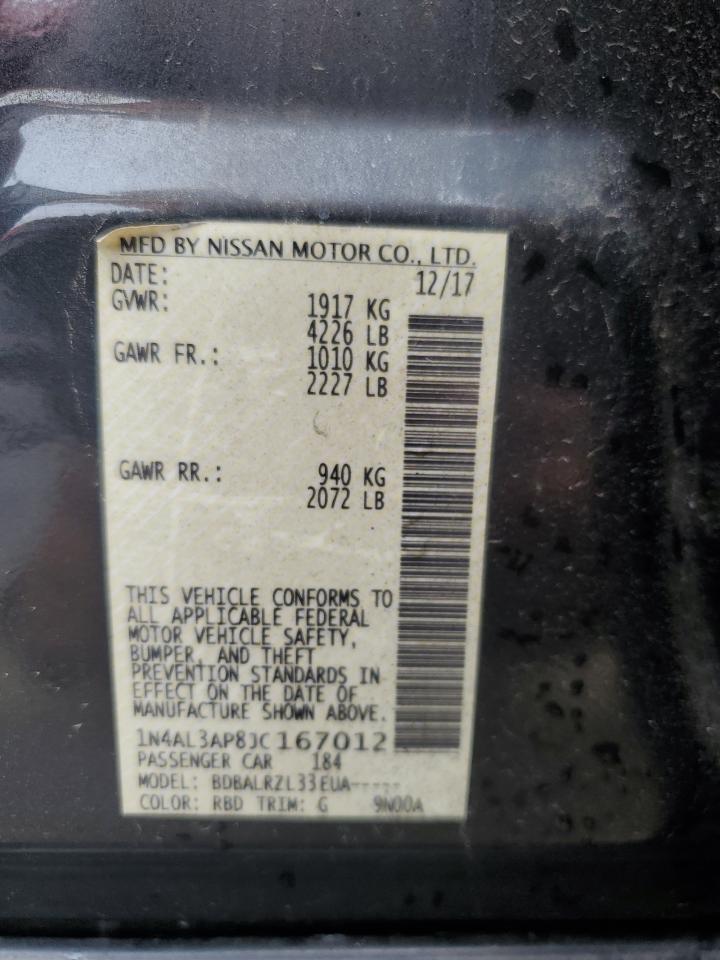 MFD BY NISSAN MOTOR CO., LTD.
DATE: 12/17
GVWR: 1917 KG
4226 LB
GAWR FR.: 1010 KG
2227 LB
GAWR RR.: 940 KG
2072 LB
THIS VEHICLE CONFORMS TO
ALL APPLICABLE FEDERAL
MOTOR VEHICLE SAFETY,
BUMPER, AND THEFT
PREVENTION STANDARDS IN
EFFECT ON THE DATE OF
MANUFACTURE SHOWN ABOVE.
1N4AL3AP8JC167012
PASSENGER CAR 184
MODEL: BDBALRZL33EUA-----
COLOR: RBD TRIM: G 9N00A